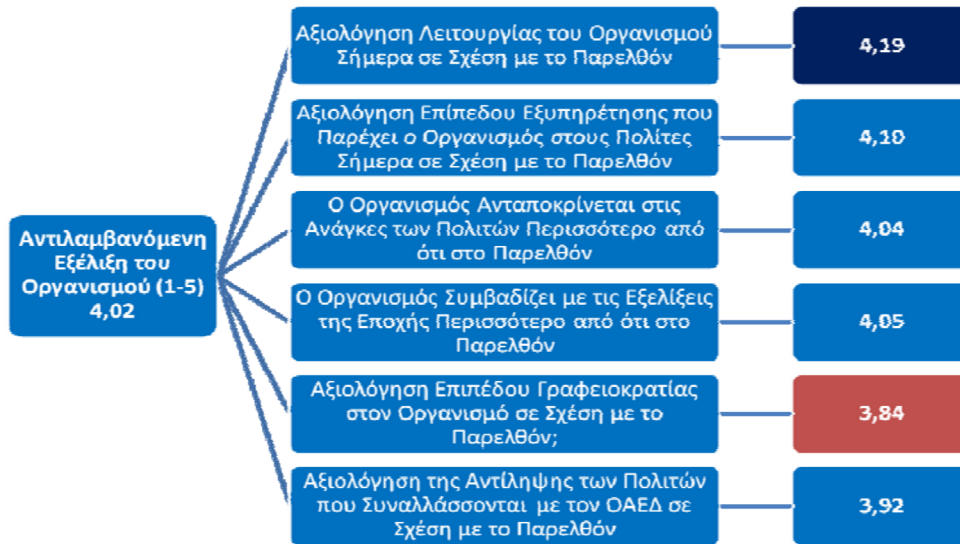 Αντιλαμβανόμενη
Εξέλιξη του
Οργανισμού (1-5)
4,02
Αξιολόγηση Λειτουργίας του Οργανισμού
Σήμερα σε Σχέση με το Παρελθόν
4,19
Αξιολόγηση Επίπεδου Εξυπηρέτησης που
Παρέχει ο Οργανισμός στους Πολίτες
Σήμερα σε Σχέση με το Παρελθόν
4,10
Ο Οργανισμός Ανταποκρίνεται στις
Ανάγκες των Πολιτών Περισσότερο από
ότι στο Παρελθόν
4,04
Ο Οργανισμός Συμβαδίζει με τις Εξελίξεις
της Εποχής Περισσότερο από ότι στο
Παρελθόν
4,05
Αξιολόγηση Επιπέδου Γραφειοκρατίας
στον Οργανισμό σε Σχέση με το
Παρελθόν;
3,84
Αξιολόγηση της Αντίληψης των Πολιτών
που Συναλλάσσονται με τον ΟΑΕΔ σε
Σχέση με το Παρελθόν
3,92